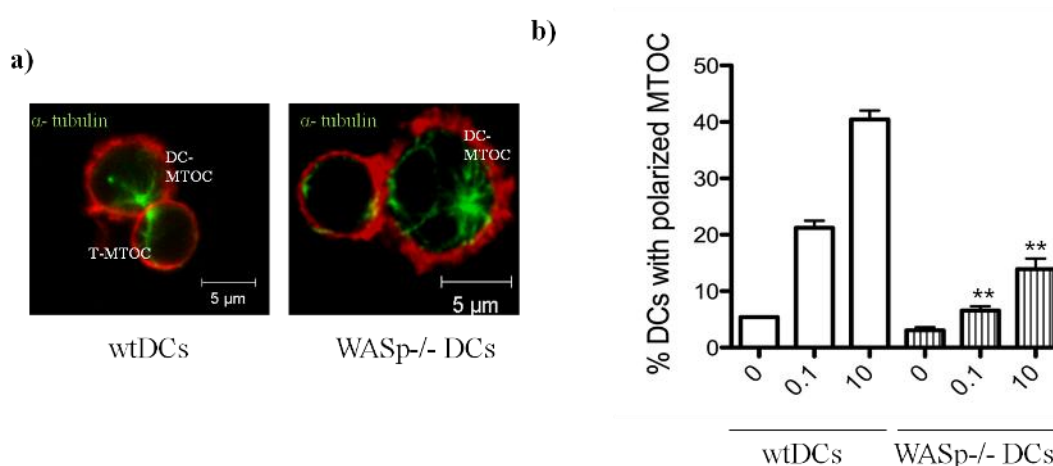 a)
α- tubulin
DC-
MTOC
T-MTOC
5 µm
wtDCs
α- tubulin
DC-
MTOC
5 µm
WASp-/- DCs
b)
% DCs with polarized MTOC
50
40
30
20
10
0
**
**
0
0.1
10
0
0.1
10
wtDCs
WASp-/- DCs